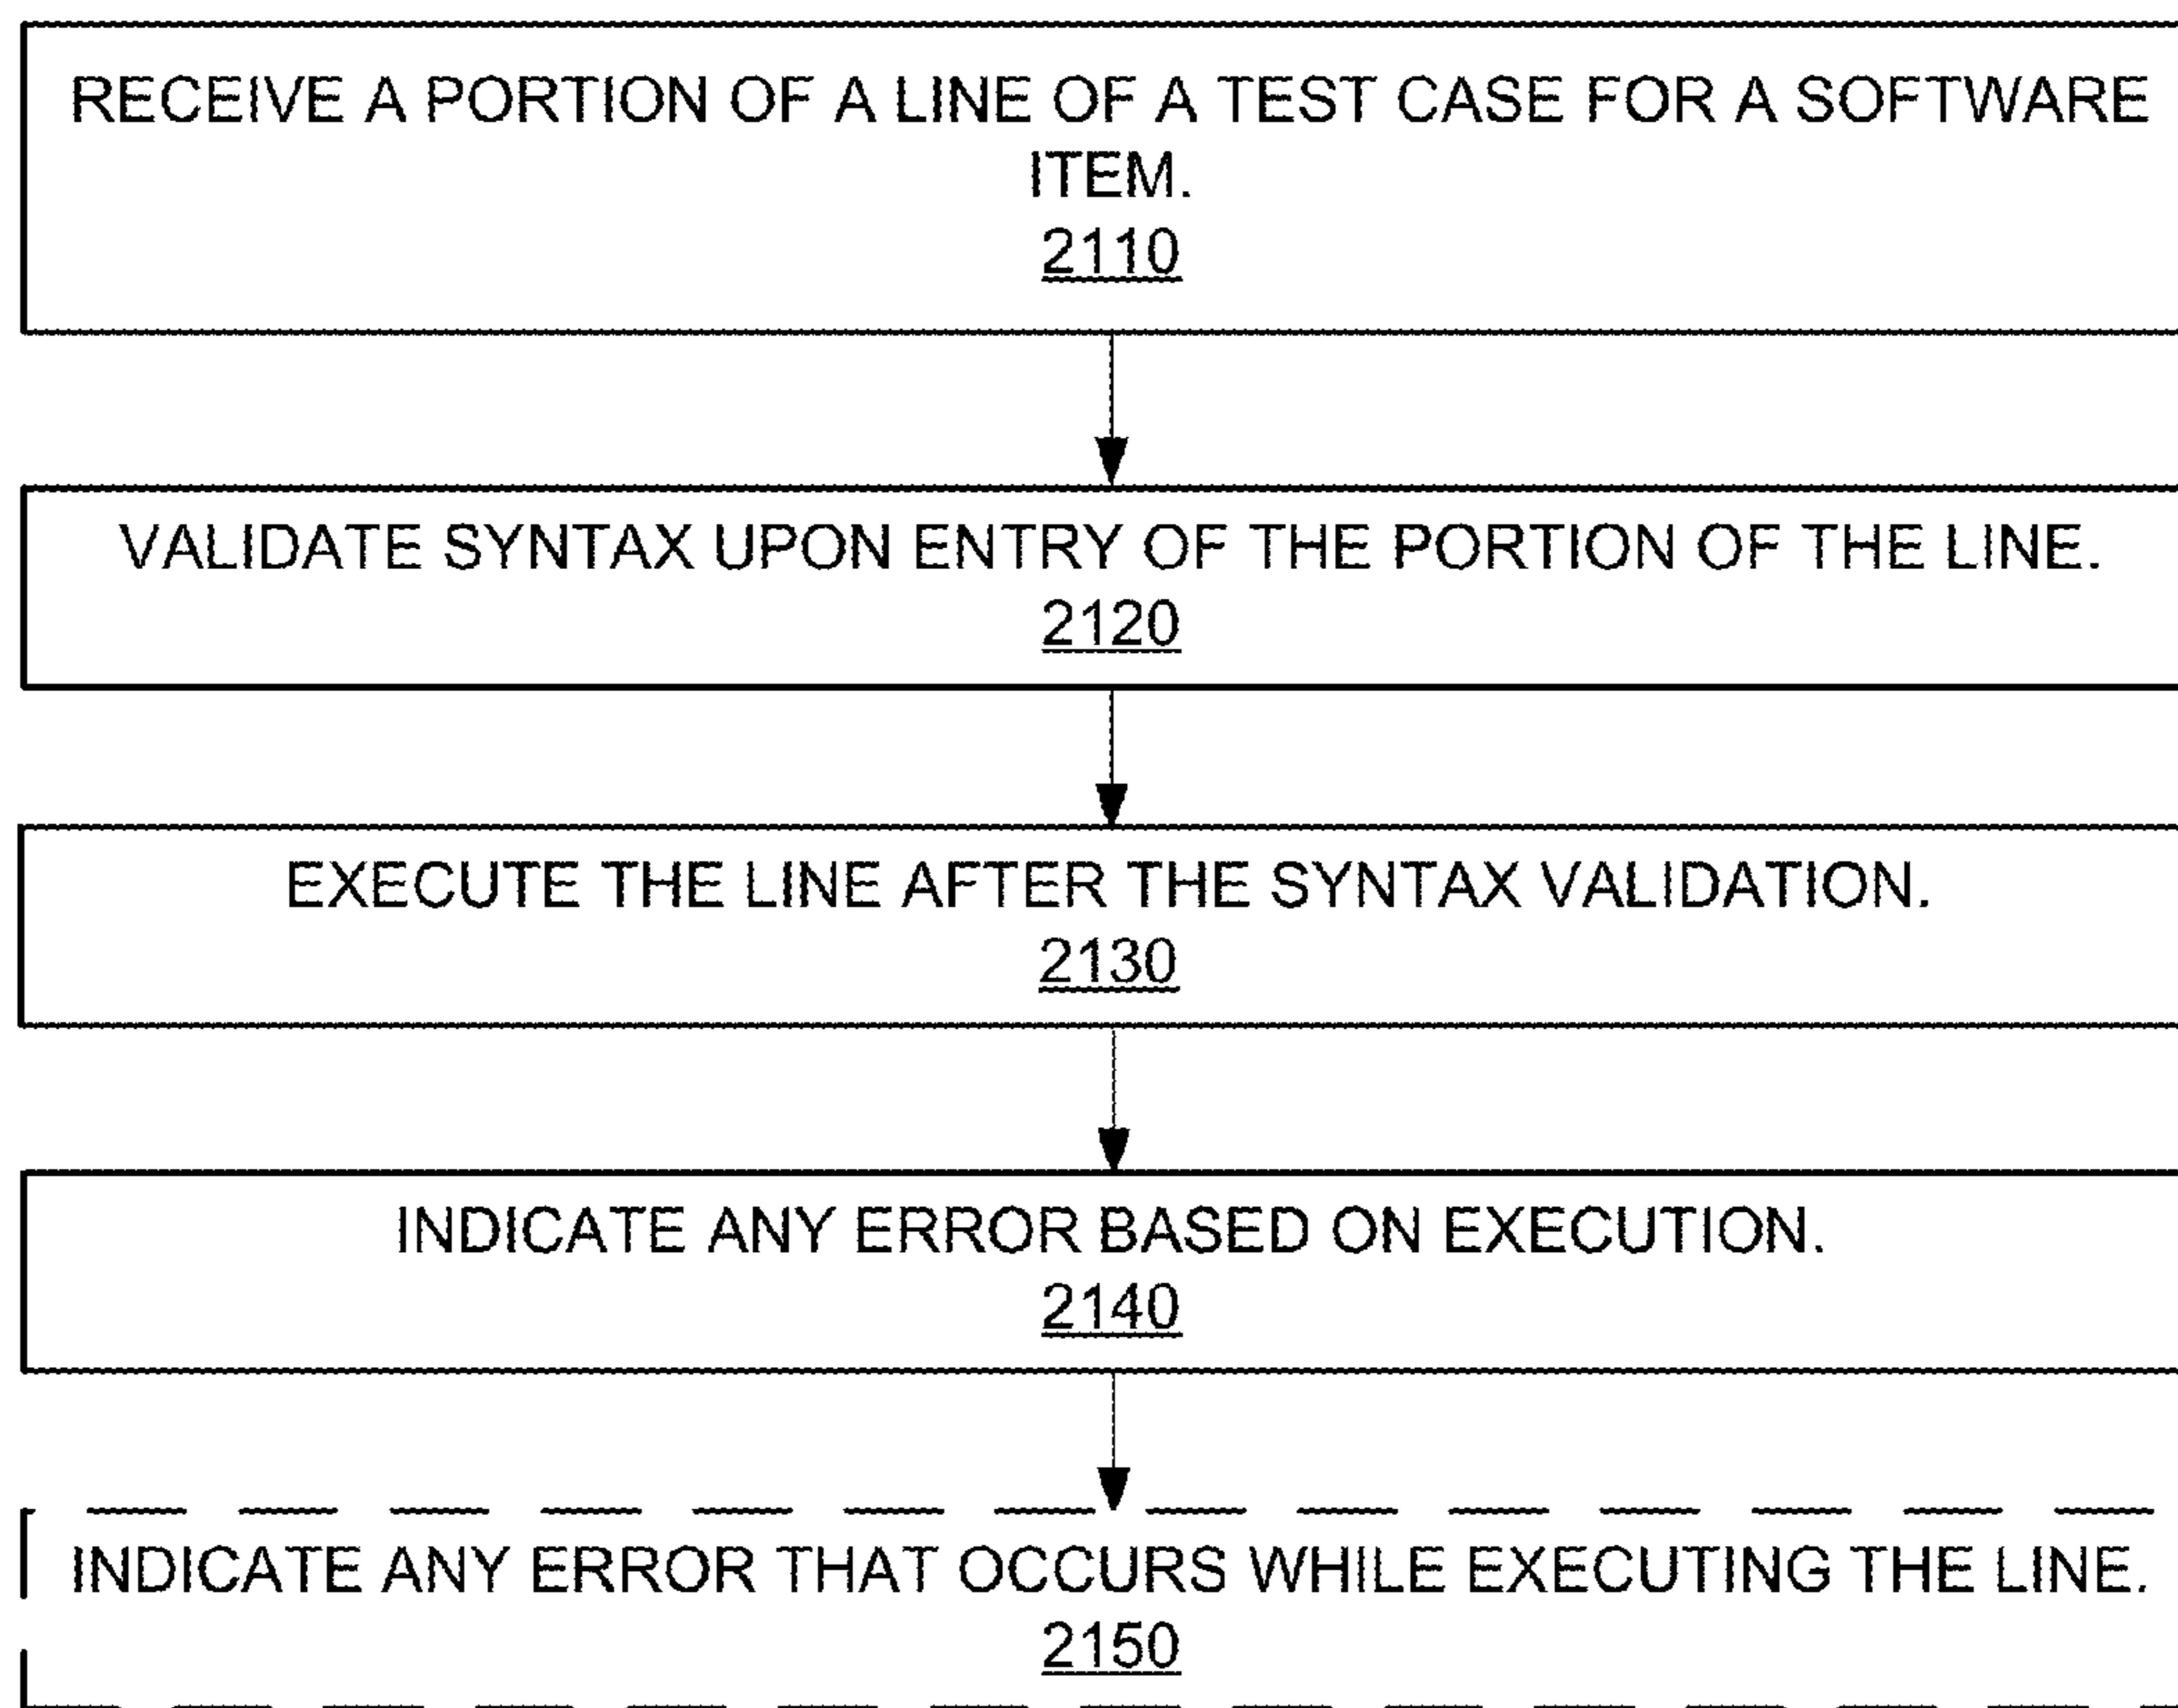 RECEIVE A PORTION OF A LINE OF A TEST CASE FOR A SOFTWARE
ITEM.
2110
VALIDATE SYNTAX UPON ENTRY OF THE PORTION OF THE LINE.
2120
EXECUTE THE LINE AFTER THE SYNTAX VALIDATION.
2130
INDICATE ANY ERROR BASED ON EXECUTION.
2140
INDICATE ANY ERROR THAT OCCURS WHILE EXECUTING THE LINE.
2150